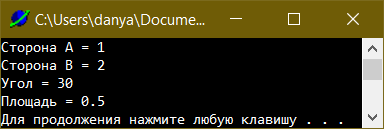 C:\Users\danya\Docume...
Сторона A = 1
Сторона B = 2
Угол = 30
Площадь = 0.5
Для продолжения нажмите любую клавишу . . .